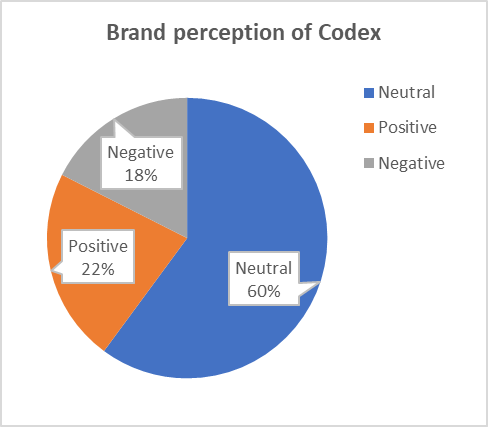 Brand perception of Codex
Neutral
Positive
Negative
Negative
18%
Positive
22%
Neutral
60%